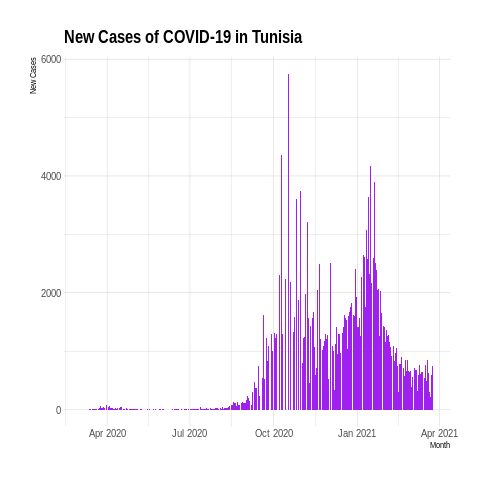 New Cases of COVID-19 in Tunisia
New Cases
6000
4000
2000
0
Apr 2020
Jul 2020
Oct 2020
Jan 2021
Apr 2021
Month